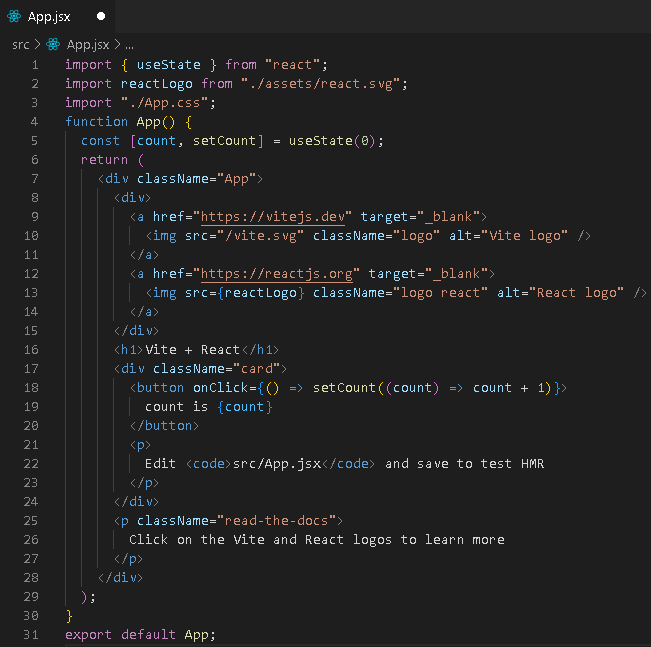 App.jsx
src > App.jsx > ...
1 import { useState } from "react";
2 import reactLogo from "./assets/react.svg";
3 import "./App.css";
4 function App() {
5   const [count, setCount] = useState(0);
6   return (
7     <div className="App">
8       <div>
9         <a href="https://vitejs.dev" target="_blank">
10           <img src="/vite.svg" className="logo" alt="Vite logo" />
11         </a>
12         <a href="https://reactjs.org" target="_blank">
13           <img src={reactLogo} className="logo react" alt="React logo" />
14         </a>
15       </div>
16       <h1>Vite + React</h1>
17       <div className="card">
18         <button onClick={() => setCount((count) => count + 1)}>
19           count is {count}
20         </button>
21         <p>
22           Edit <code>src/App.jsx</code> and save to test HMR
23         </p>
24       </div>
25       <p className="read-the-docs">
26         Click on the Vite and React logos to learn more
27       </p>
28     </div>
29   );
30 }
31 export default App;